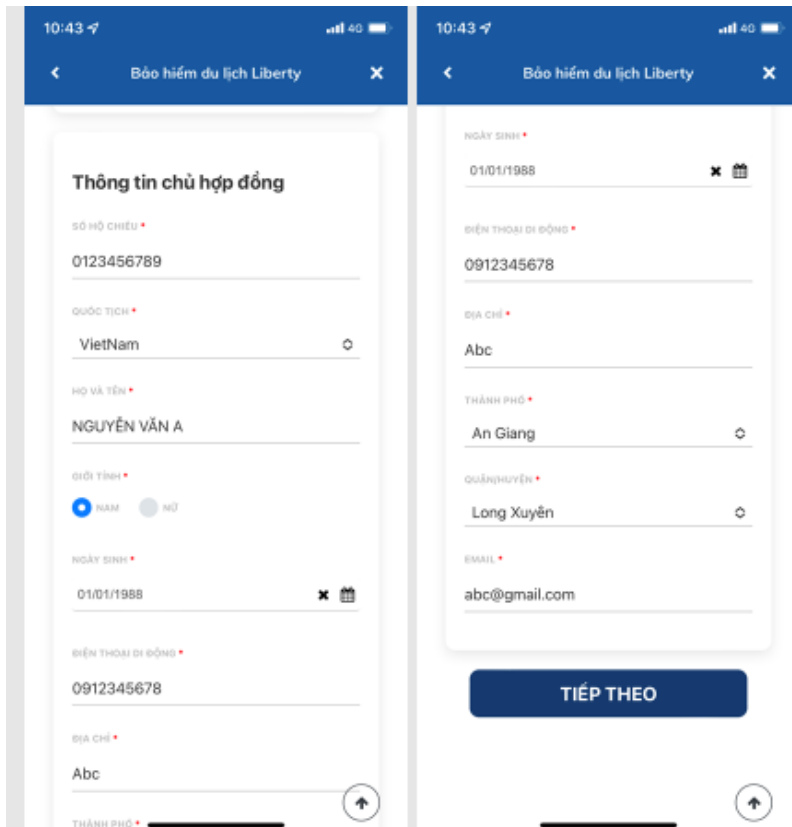 10:43
4G
Bảo hiểm du lịch Liberty
Thông tin chủ hợp đồng
SỐ HỘ CHIẾU *
0123456789
QUỐC TỊCH *
VietNam
HỌ VÀ TÊN *
NGUYỄN VĂN A
GIỚI TÍNH *
NAM NỮ
NGÀY SINH *
01/01/1988
ĐIỆN THOẠI DI ĐỘNG *
0912345678
ĐỊA CHỈ *
Abc
THÀNH PHỐ *
10:43
4G
Bảo hiểm du lịch Liberty
NGÀY SINH *
01/01/1988
ĐIỆN THOẠI DI ĐỘNG *
0912345678
ĐỊA CHỈ *
Abc
THÀNH PHỐ *
An Giang
QUẬN/HUYỆN *
Long Xuyên
EMAIL *
abc@gmail.com
TIẾP THEO